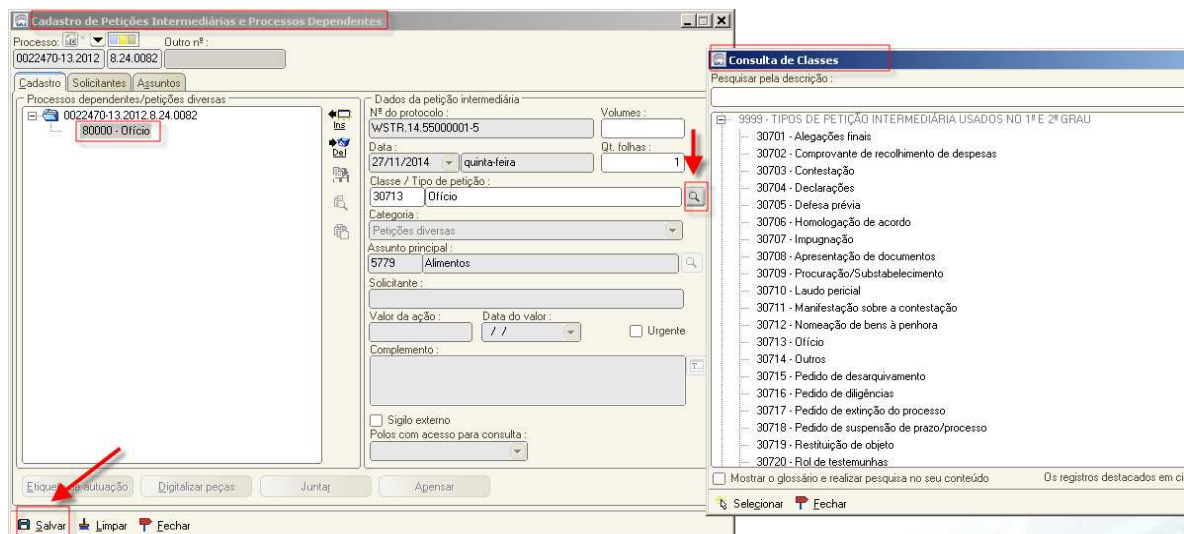 Cadastro de Petições Intermediárias e Processos Dependentes
Processo: Outro nº :
0022470-13.2012 8.24.0082
Cadastro Solicitantes Assuntos
Processos dependentes/petições diversas
0022470-13.2012.8.24.0082
80000 - Ofício
Ins
Del
Dados da petição intermediária
Nº do protocolo : Volumes :
WSTR.14.55000001-5
Data : Qt. folhas :
27/11/2014 quinta-feira 1
Classe / Tipo de petição :
30713 Ofício
Categoria :
Petições diversas
Assunto principal :
5779 Alimentos
Solicitante :
Valor da ação : Data do valor :
/ / Urgente
Complemento :
T...
Sigilo externo
Polos com acesso para consulta :
Etiqueta de autuação Digitalizar peças Juntar Apensar
Salvar Limpar Fechar
Consulta de Classes
Pesquisar pela descrição :
9999 - TIPOS DE PETIÇÃO INTERMEDIÁRIA USADOS NO 1º E 2º GRAU
30701 - Alegações finais
30702 - Comprovante de recolhimento de despesas
30703 - Contestação
30704 - Declarações
30705 - Defesa prévia
30706 - Homologação de acordo
30707 - Impugnação
30708 - Apresentação de documentos
30709 - Procuração/Substabelecimento
30710 - Laudo pericial
30711 - Manifestação sobre a contestação
30712 - Nomeação de bens à penhora
30713 - Ofício
30714 - Outros
30715 - Pedido de desarquivamento
30716 - Pedido de diligências
30717 - Pedido de extinção do processo
30718 - Pedido de suspensão de prazo/processo
30719 - Restituição de objeto
30720 - Rol de testemunhas
Mostrar o glossário e realizar pesquisa no seu conteúdo Os registros destacados em ci
Selecionar Fechar